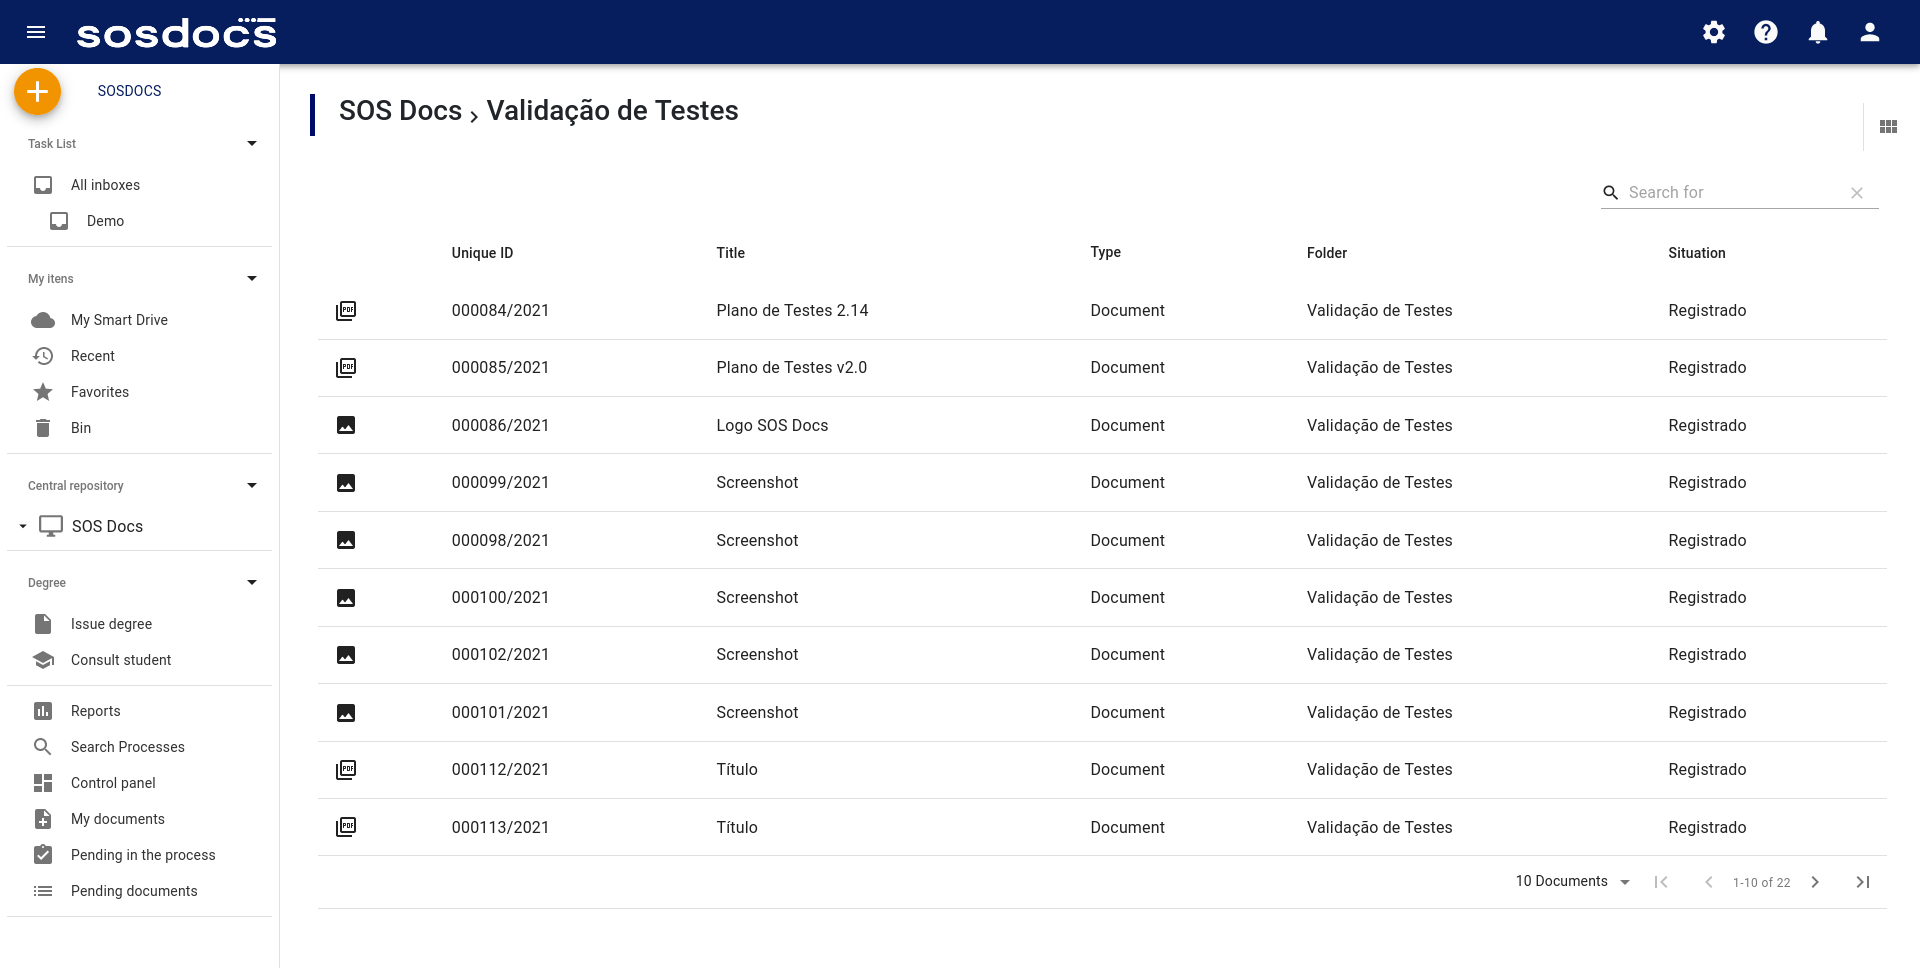 sosdocs
SOSDOCS
Task List
All inboxes
Demo
My itens
My Smart Drive
Recent
Favorites
Bin
Central repository
SOS Docs
Degree
Issue degree
Consult student
Reports
Search Processes
Control panel
My documents
Pending in the process
Pending documents
SOS Docs › Validação de Testes
Search for
Unique ID Title Type Folder Situation
PDF 000084/2021 Plano de Testes 2.14 Document Validação de Testes Registrado
PDF 000085/2021 Plano de Testes v2.0 Document Validação de Testes Registrado
000086/2021 Logo SOS Docs Document Validação de Testes Registrado
000099/2021 Screenshot Document Validação de Testes Registrado
000098/2021 Screenshot Document Validação de Testes Registrado
000100/2021 Screenshot Document Validação de Testes Registrado
000102/2021 Screenshot Document Validação de Testes Registrado
000101/2021 Screenshot Document Validação de Testes Registrado
PDF 000112/2021 Título Document Validação de Testes Registrado
PDF 000113/2021 Título Document Validação de Testes Registrado
10 Documents 1-10 of 22